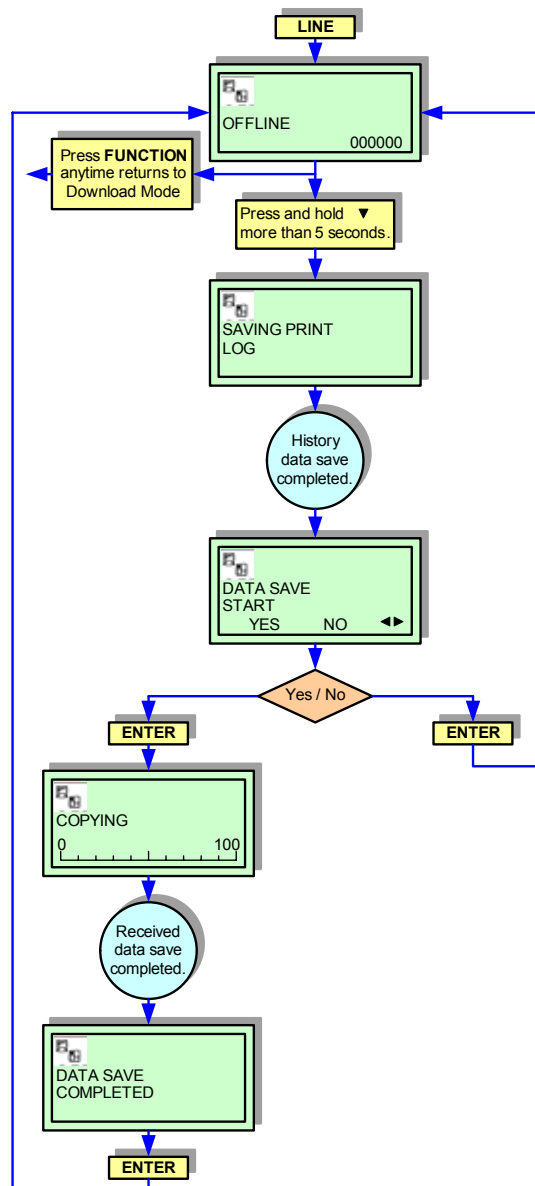 LINE
OFFLINE
000000
Press FUNCTION
anytime returns to
Download Mode
Press and hold ▼
more than 5 seconds.
SAVING PRINT
LOG
History
data save
completed.
DATA SAVE
START
YES NO ◄►
Yes / No
ENTER
ENTER
COPYING
0 100
Received
data save
completed.
DATA SAVE
COMPLETED
ENTER